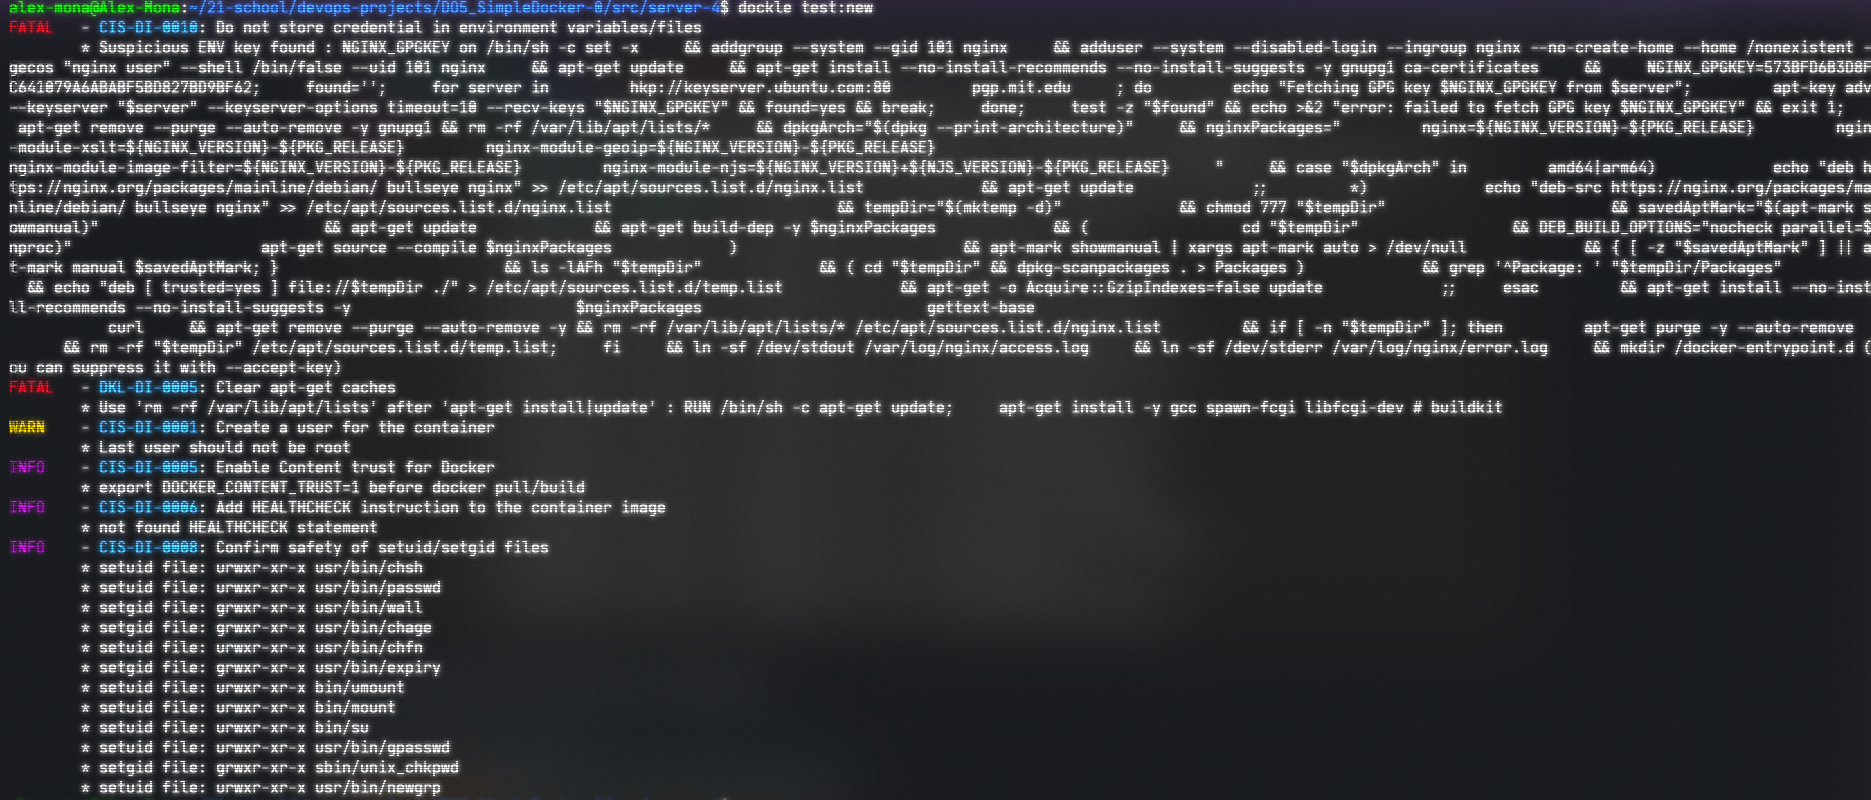 alex-mona@Alex-Mona:~/21-school/devops-projects/DO5_SimpleDocker-0/src/server-4$ dockle test:new
FATAL - CIS-DI-0010: Do not store credential in environment variables/files
* Suspicious ENV key found : NGINX_GPGKEY on /bin/sh -c set -x && addgroup --system --gid 101 nginx && adduser --system --disabled-login --ingroup nginx --no-create-home --home /nonexistent -
gecos "nginx user" --shell /bin/false --uid 101 nginx && apt-get update && apt-get install --no-install-recommends --no-install-suggests -y gnupg1 ca-certificates && NGINX_GPGKEY=573BFD6B3D8F
C641079A6ABABF5BD827BD9BF62; found=''; for server in hkp://keyserver.ubuntu.com:80 pgp.mit.edu ; do echo "Fetching GPG key $NGINX_GPGKEY from $server"; apt-key adv
--keyserver "$server" --keyserver-options timeout=10 --recv-keys "$NGINX_GPGKEY" && found=yes && break; done; test -z "$found" && echo >&2 "error: failed to fetch GPG key $NGINX_GPGKEY" && exit 1;
apt-get remove --purge --auto-remove -y gnupg1 && rm -rf /var/lib/apt/lists/* && dpkgArch="$(dpkg --print-architecture)" && nginxPackages=" nginx=${NGINX_VERSION}-${PKG_RELEASE} ngin
-module-xslt=${NGINX_VERSION}-${PKG_RELEASE} nginx-module-geoip=${NGINX_VERSION}-${PKG_RELEASE}
nginx-module-image-filter=${NGINX_VERSION}-${PKG_RELEASE} nginx-module-njs=${NGINX_VERSION}+${NJS_VERSION}-${PKG_RELEASE} " && case "$dpkgArch" in amd64|arm64) echo "deb h
tps://nginx.org/packages/mainline/debian/ bullseye nginx" >> /etc/apt/sources.list.d/nginx.list && apt-get update ;; *) echo "deb-src https://nginx.org/packages/ma
nline/debian/ bullseye nginx" >> /etc/apt/sources.list.d/nginx.list && tempDir="$(mktemp -d)" && chmod 777 "$tempDir" && savedAptMark="$(apt-mark s
owmanual)" && apt-get update && apt-get build-dep -y $nginxPackages && ( cd "$tempDir" && DEB_BUILD_OPTIONS="nocheck parallel=$
nproc)" apt-get source --compile $nginxPackages ) && apt-mark showmanual | xargs apt-mark auto > /dev/null && { [ -z "$savedAptMark" ] || a
t-mark manual $savedAptMark; } && ls -lAFh "$tempDir" && ( cd "$tempDir" && dpkg-scanpackages . > Packages ) && grep '^Package: ' "$tempDir/Packages"
&& echo "deb [ trusted=yes ] file://$tempDir ./" > /etc/apt/sources.list.d/temp.list && apt-get -o Acquire::GzipIndexes=false update ;; esac && apt-get install --no-inst
ll-recommends --no-install-suggests -y $nginxPackages gettext-base
curl && apt-get remove --purge --auto-remove -y && rm -rf /var/lib/apt/lists/* /etc/apt/sources.list.d/nginx.list && if [ -n "$tempDir" ]; then apt-get purge -y --auto-remove
&& rm -rf "$tempDir" /etc/apt/sources.list.d/temp.list; fi && ln -sf /dev/stdout /var/log/nginx/access.log && ln -sf /dev/stderr /var/log/nginx/error.log && mkdir /docker-entrypoint.d (
ou can suppress it with --accept-key)
FATAL - DKL-DI-0005: Clear apt-get caches
* Use 'rm -rf /var/lib/apt/lists' after 'apt-get install|update' : RUN /bin/sh -c apt-get update; apt-get install -y gcc spawn-fcgi libfcgi-dev # buildkit
WARN - CIS-DI-0001: Create a user for the container
* Last user should not be root
INFO - CIS-DI-0005: Enable Content trust for Docker
* export DOCKER_CONTENT_TRUST=1 before docker pull/build
INFO - CIS-DI-0006: Add HEALTHCHECK instruction to the container image
* not found HEALTHCHECK statement
INFO - CIS-DI-0008: Confirm safety of setuid/setgid files
* setuid file: urwxr-xr-x usr/bin/chsh
* setuid file: urwxr-xr-x usr/bin/passwd
* setgid file: grwxr-xr-x usr/bin/wall
* setgid file: grwxr-xr-x usr/bin/chage
* setuid file: urwxr-xr-x usr/bin/chfn
* setgid file: grwxr-xr-x usr/bin/expiry
* setuid file: urwxr-xr-x bin/umount
* setuid file: urwxr-xr-x bin/mount
* setuid file: urwxr-xr-x bin/su
* setuid file: urwxr-xr-x usr/bin/gpasswd
* setgid file: grwxr-xr-x sbin/unix_chkpwd
* setuid file: urwxr-xr-x usr/bin/newgrp